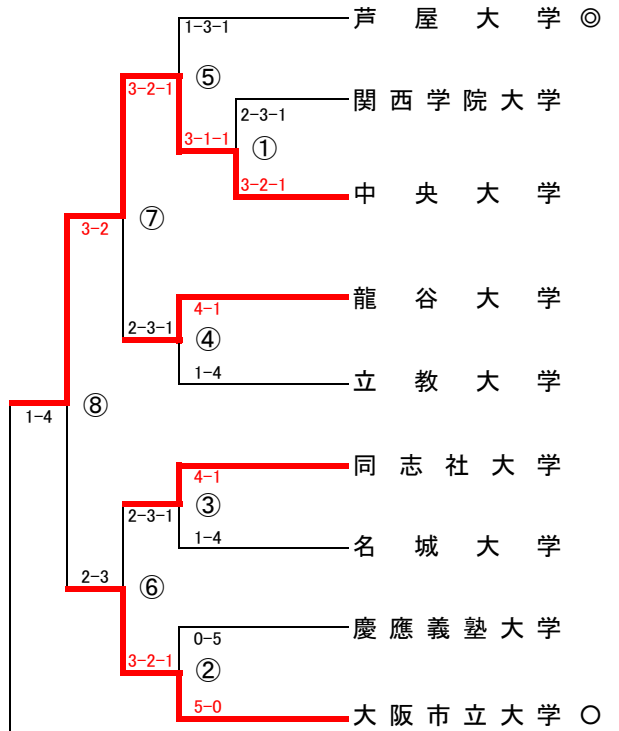 芦屋大学 ◎
1-3-1
⑤
3-2-1
関西学院大学
2-3-1
3-1-1
①
3-2-1
中央大学
⑦
3-2
龍谷大学
4-1
2-3-1
④
1-4
立教大学
⑧
1-4
同志社大学
4-1
③
2-3-1
1-4
名城大学
2-3
⑥
慶應義塾大学
0-5
3-2-1
②
5-0
大阪市立大学 〇